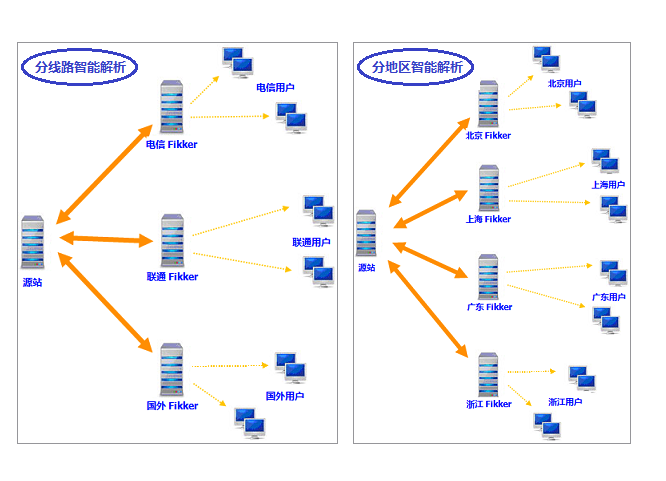 分线路智能解析
电信用户
电信 Fikker
源站
联通用户
联通 Fikker
国外用户
国外 Fikker
分地区智能解析
北京用户
北京 Fikker
上海用户
上海 Fikker
源站
广东用户
广东 Fikker
浙江用户
浙江 Fikker